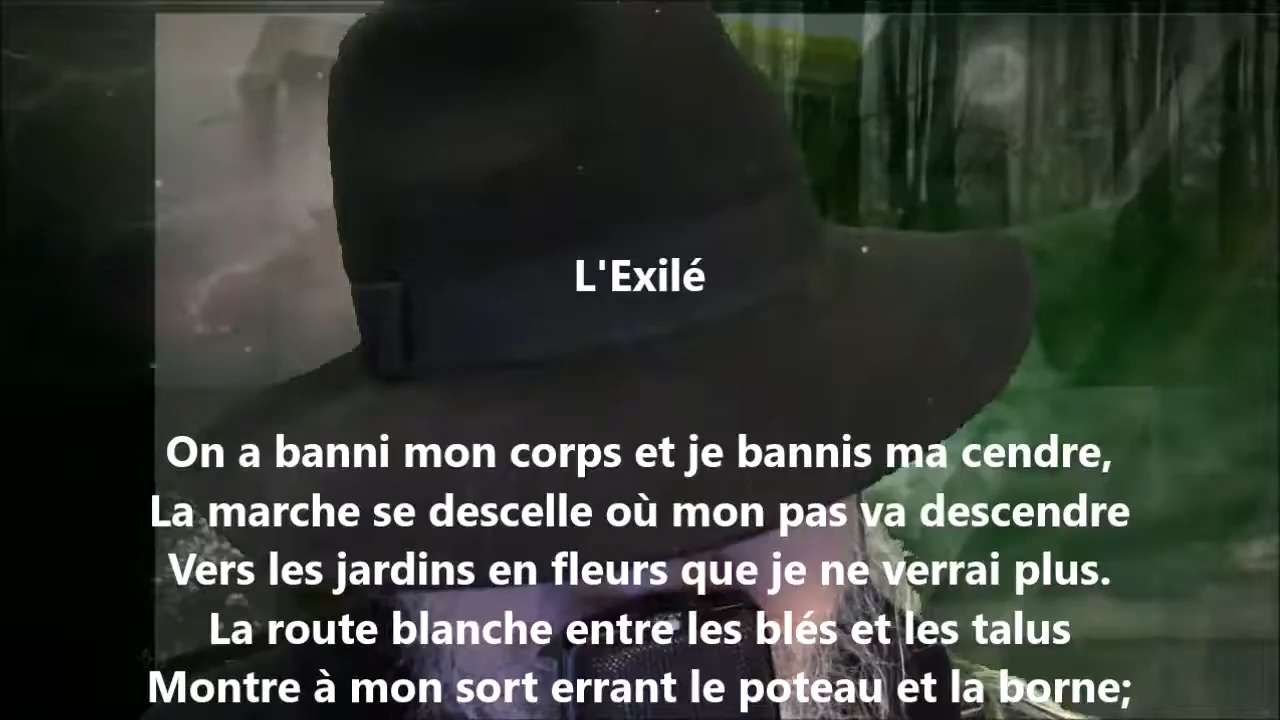 L'Exilé
On a banni mon corps et je bannis ma cendre,
La marche se descelle où mon pas va descendre
Vers les jardins en fleurs que je ne verrai plus.
La route blanche entre les blés et les talus
Montre à mon sort errant le poteau et la borne;